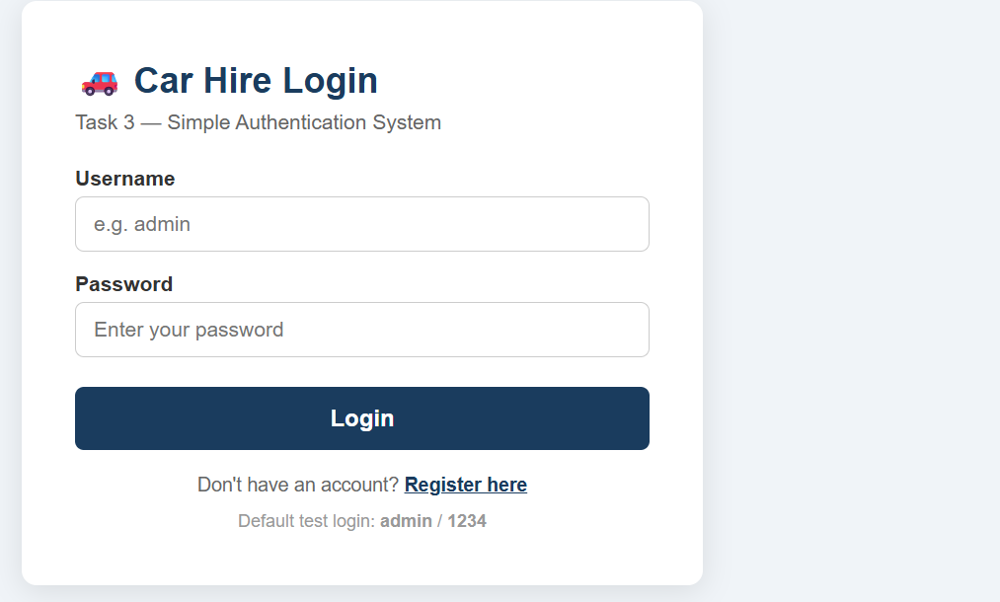 Car Hire Login
Task 3 — Simple Authentication System
Username
e.g. admin
Password
Enter your password
Login
Don't have an account? Register here
Default test login: admin / 1234